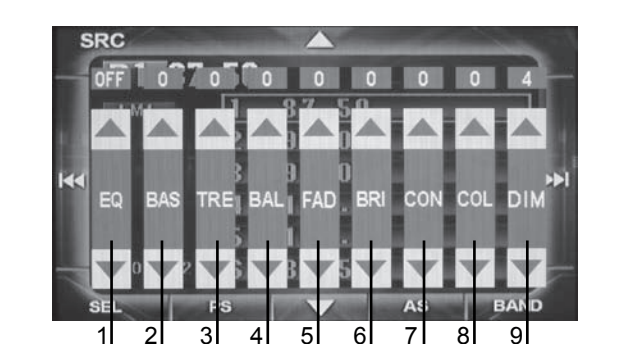 SRC
OFF 0 0 0 0 0 0 0 4
EQ BAS TRE BAL FAD BRI CON COL DIM
SEL PS AS BAND
1 2 3 4 5 6 7 8 9